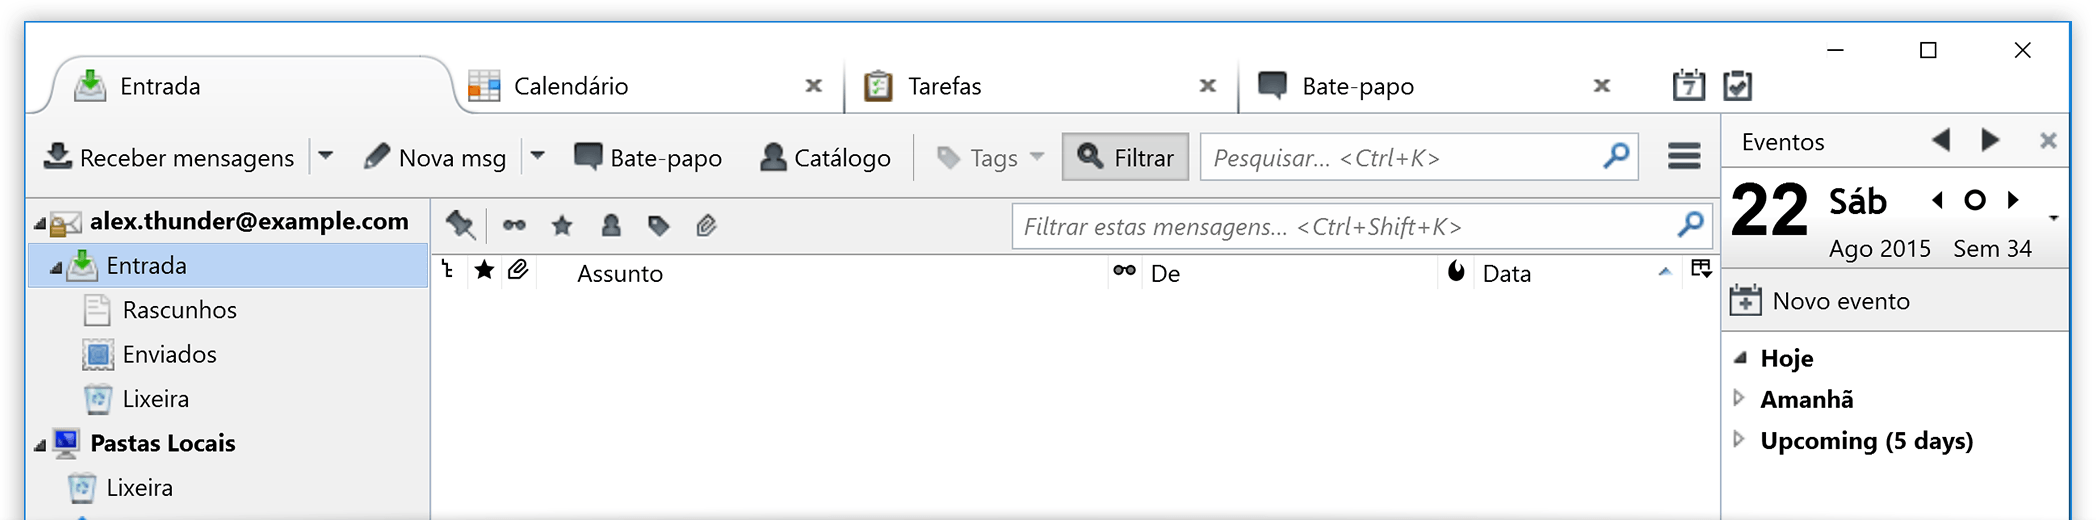 Entrada
Calendário
Tarefas
Bate-papo
7
Receber mensagens
Nova msg
Bate-papo
Catálogo
Tags
Filtrar
Pesquisar... <Ctrl+K>
Eventos
22
Sáb
Ago 2015
Sem 34
alex.thunder@example.com
Filtrar estas mensagens... <Ctrl+Shift+K>
Entrada
Assunto
De
Data
Rascunhos
Novo evento
Enviados
Hoje
Lixeira
Amanhã
Pastas Locais
Upcoming (5 days)
Lixeira